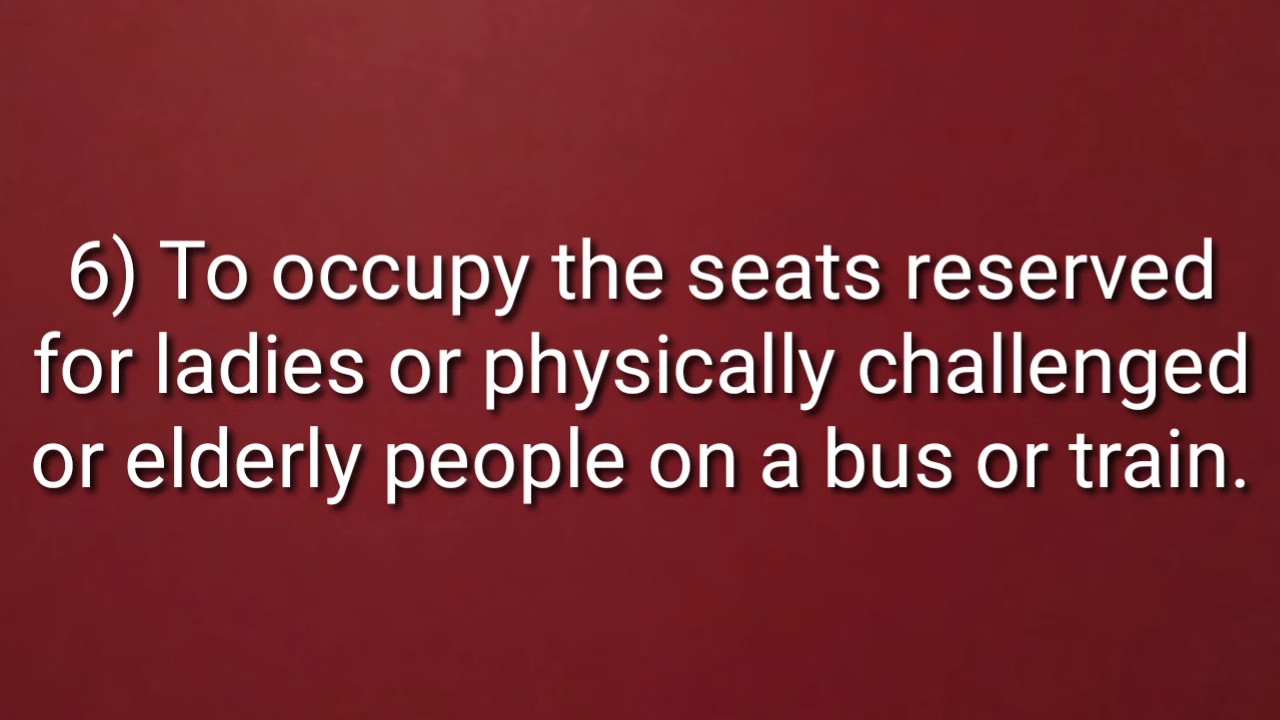 6) To occupy the seats reserved
for ladies or physically challenged
or elderly people on a bus or train.